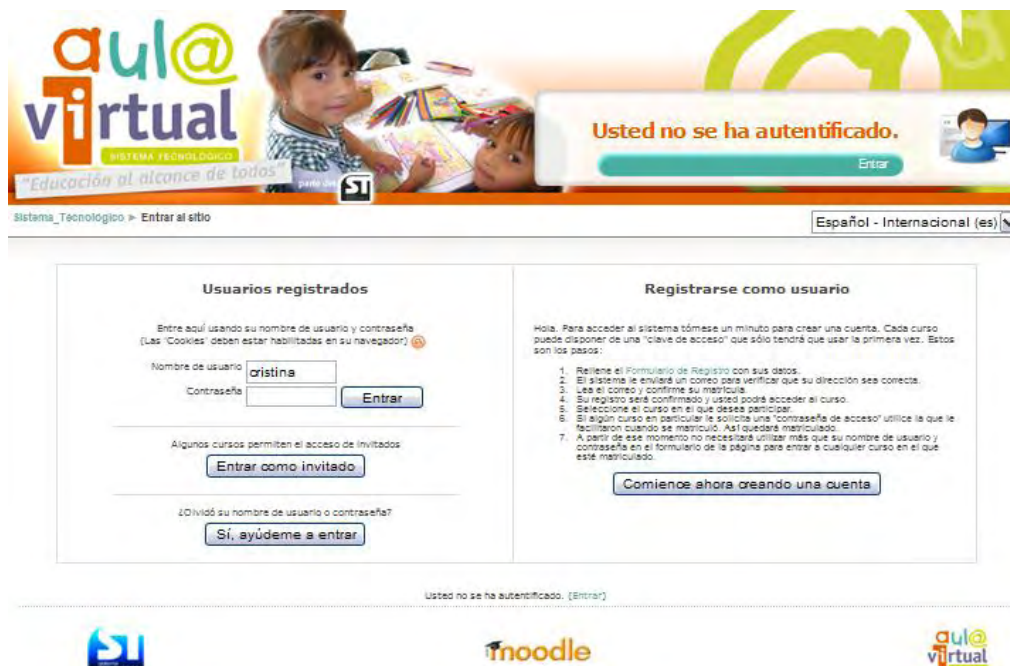 aul@
virtual
SISTEMA TECNOLÓGICO
"Educación al alcance de todos"
parte del ST
Usted no se ha autentificado.
Entrar
Sistema_Tecnológico ► Entrar al sitio
Español - Internacional (es)
Usuarios registrados
Entre aquí usando su nombre de usuario y contraseña
(Las 'Cookies' deben estar habilitadas en su navegador)
Nombre de usuario cristina
Contraseña Entrar
Algunos cursos permiten el acceso de invitados
Entrar como invitado
¿Olvidó su nombre de usuario o contraseña?
Sí, ayúdeme a entrar
Registrarse como usuario
Hola. Para acceder al sistema tómese un minuto para crear una cuenta. Cada curso
puede disponer de una "clave de acceso" que sólo tendrá que usar la primera vez. Estos
son los pasos:
1. Rellene el Formulario de Registro con sus datos.
2. El sistema le enviará un correo para verificar que su dirección sea correcta.
3. Lea el correo y confirme su matrícula.
4. Su registro será confirmado y usted podrá acceder al curso.
5. Seleccione el curso en el que desea participar.
6. Si algún curso en particular le solicita una "contraseña de acceso" utilice la que le
facilitaron cuando se matriculó. Así quedará matriculado.
7. A partir de ese momento no necesitará utilizar más que su nombre de usuario y
contraseña en el formulario de la página para entrar a cualquier curso en el que
esté matriculado.
Comience ahora creando una cuenta
Usted no se ha autentificado. (Entrar)
ST
moodle
aul@
virtual